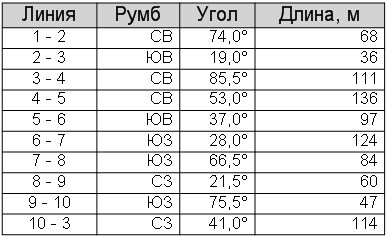 Линия Румб Угол Длина, м
1 - 2 СВ 74,0° 68
2 - 3 ЮВ 19,0° 36
3 - 4 СВ 85,5° 111
4 - 5 СВ 53,0° 136
5 - 6 ЮВ 37,0° 97
6 - 7 ЮЗ 28,0° 124
7 - 8 ЮЗ 66,5° 84
8 - 9 СЗ 21,5° 60
9 - 10 ЮЗ 75,5° 47
10 - 3 СЗ 41,0° 114